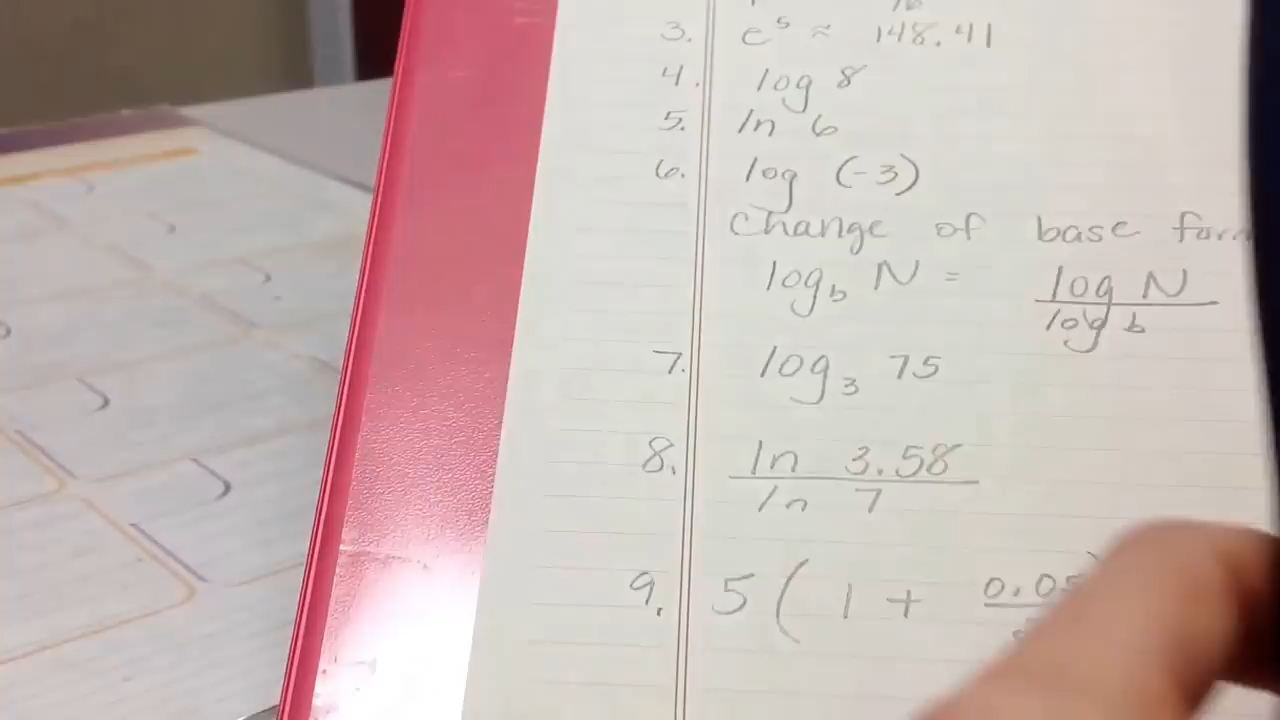 3. e⁵ ≈ 148.41
4. log 8
5. ln 6
6. log (-3)
Change of base
log_b N = log N / log b
7. log₃ 75
8. ln 3.58 / ln 7
9. 5 ( 1 +